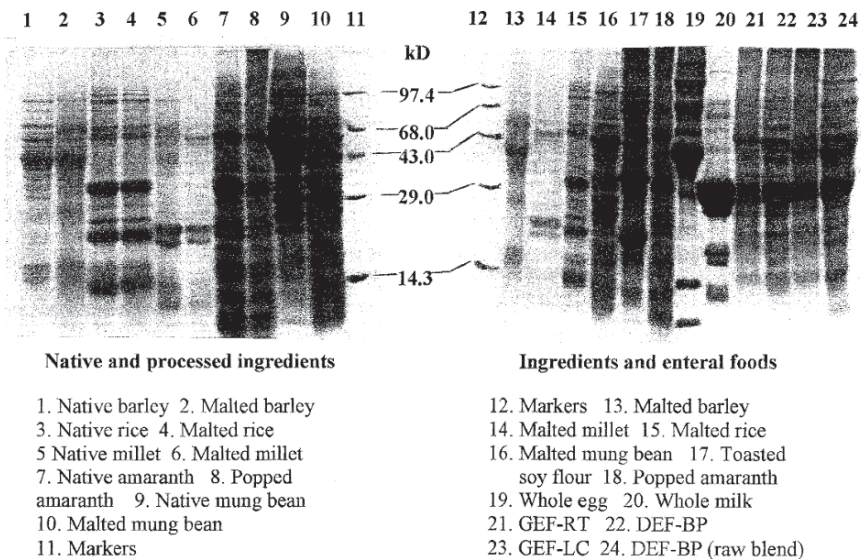 1 2 3 4 5 6 7 8 9 10 11 12 13 14 15 16 17 18 19 20 21 22 23 24
kD
97.4
68.0
43.0
29.0
14.3
Native and processed ingredients
1. Native barley 2. Malted barley
3. Native rice 4. Malted rice
5 Native millet 6. Malted millet
7. Native amaranth 8. Popped
amaranth 9. Native mung bean
10. Malted mung bean
11. Markers
Ingredients and enteral foods
12. Markers 13. Malted barley
14. Malted millet 15. Malted rice
16. Malted mung bean 17. Toasted
soy flour 18. Popped amaranth
19. Whole egg 20. Whole milk
21. GEF-RT 22. DEF-BP
23. GEF-LC 24. DEF-BP (raw blend)